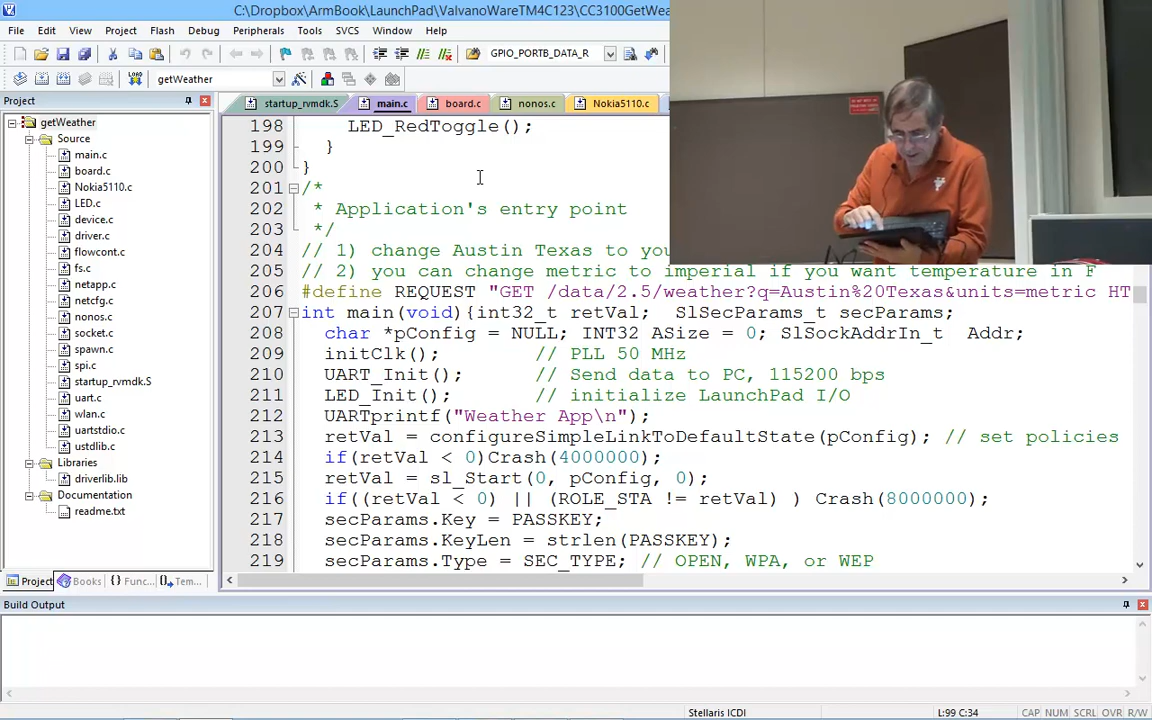 C:\Dropbox\ArmBook\LaunchPad\ValvanoWareTM4C123\CC3100GetWea
File Edit View Project Flash Debug Peripherals Tools SVCS Window Help
GPIO_PORTB_DATA_R
LOAD getWeather
Project
startup_rvmdk.S main.c board.c nonos.c Nokia5110.c
getWeather
Source
main.c
board.c
Nokia5110.c
LED.c
device.c
driver.c
flowcont.c
fs.c
netapp.c
netcfg.c
nonos.c
socket.c
spawn.c
spi.c
startup_rvmdk.S
uart.c
wlan.c
uartstdio.c
ustdlib.c
Libraries
driverlib.lib
Documentation
readme.txt
198 LED_RedToggle();
199 }
200 }
201 /*
202 * Application's entry point
203 */
204 // 1) change Austin Texas to you
205 // 2) you can change metric to imperial if you want temperature in F
206 #define REQUEST "GET /data/2.5/weather?q=Austin%20Texas&units=metric HT
207 int main(void){int32_t retVal; SlSecParams_t secParams;
208 char *pConfig = NULL; INT32 ASize = 0; SlSockAddrIn_t Addr;
209 initClk(); // PLL 50 MHz
210 UART_Init(); // Send data to PC, 115200 bps
211 LED_Init(); // initialize LaunchPad I/O
212 UARTprintf("Weather App\n");
213 retVal = configureSimpleLinkToDefaultState(pConfig); // set policies
214 if(retVal < 0)Crash(4000000);
215 retVal = sl_Start(0, pConfig, 0);
216 if((retVal < 0) || (ROLE_STA != retVal) ) Crash(8000000);
217 secParams.Key = PASSKEY;
218 secParams.KeyLen = strlen(PASSKEY);
219 secParams.Type = SEC_TYPE; // OPEN, WPA, or WEP
Project Books {} Func... Tem...
Build Output
Stellaris ICDI L:99 C:34 CAP NUM SCRL OVR R/W